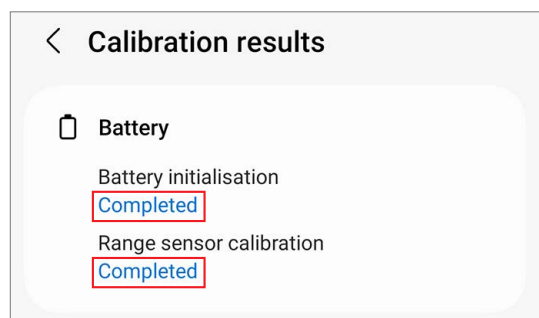 Calibration results
Battery
Battery initialisation
Completed
Range sensor calibration
Completed